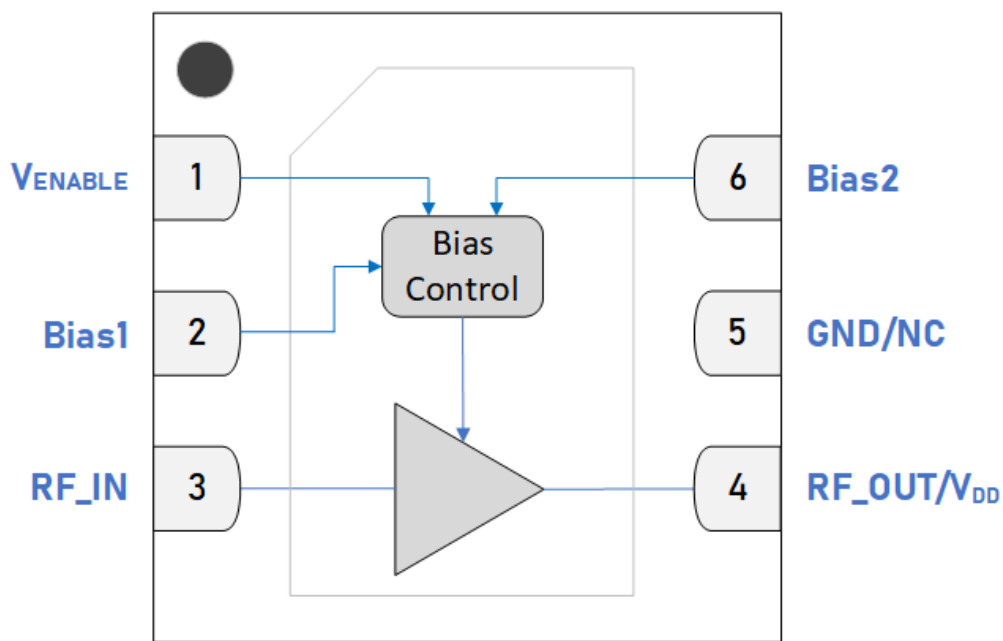 VENABLE 1 6 Bias2
Bias
Control
Bias1 2 5 GND/NC
RF_IN 3 4 RF_OUT/VDD